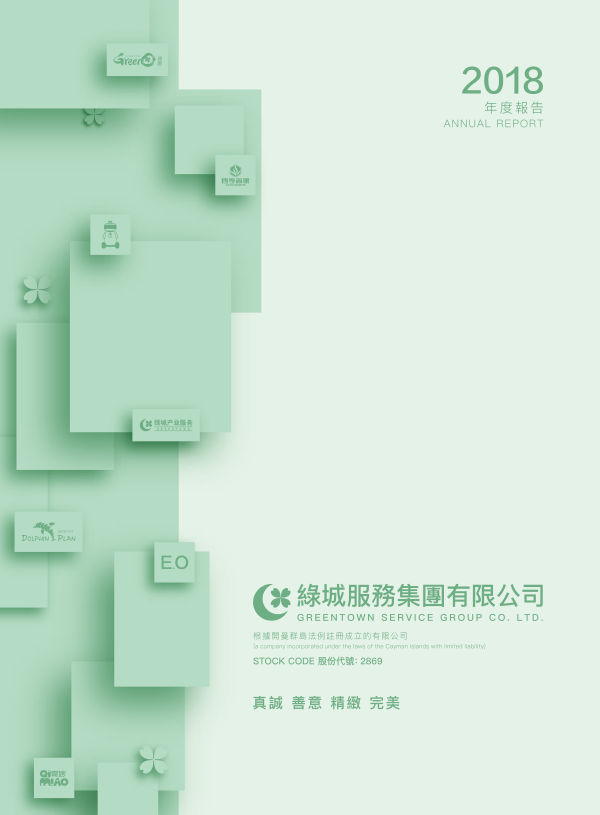 2018
年度報告
ANNUAL REPORT
GreenO
綠城产业服务
DOLPHIN PLAN
E.O
綠城服務集團有限公司
GREENTOWN SERVICE GROUP CO. LTD.
根據開曼群島法例註冊成立的有限公司
(a company incorporated under the laws of the Cayman Islands with limited liability)
STOCK CODE 股份代號: 2869
真誠 善意 精緻 完美
QI
MIAO